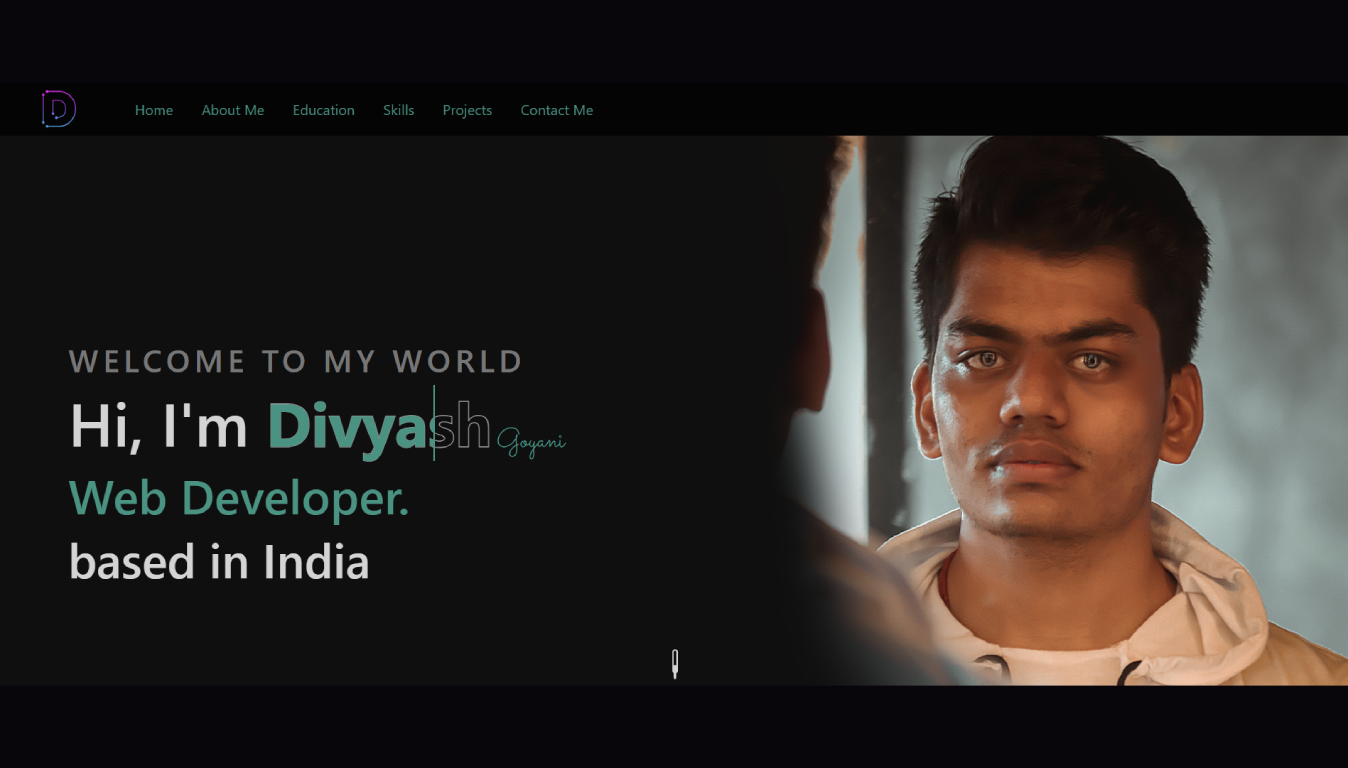 D
Home About Me Education Skills Projects Contact Me
WELCOME TO MY WORLD
Hi, I'm Divyash Goyani
Web Developer.
based in India